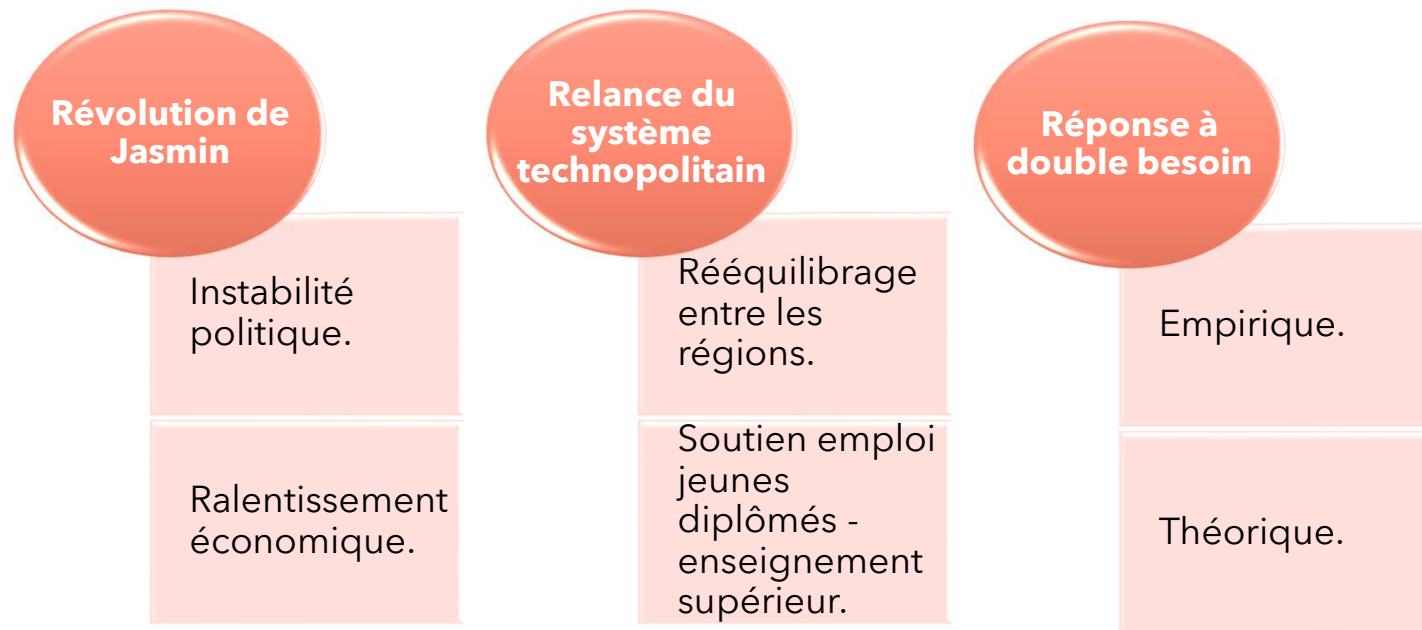 Révolution de
Jasmin
Instabilité
politique.
Ralentissement
économique.
Relance du
système
technopolitain
Rééquilibrage
entre les
régions.
Soutien emploi
jeunes
diplômés -
enseignement
supérieur.
Réponse à
double besoin
Empirique.
Théorique.